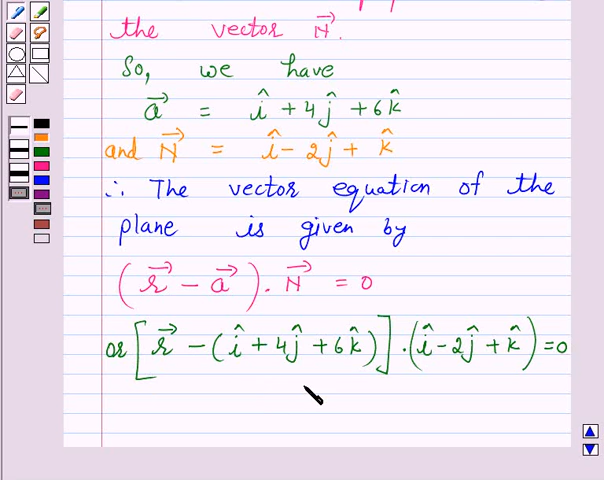 the vector N⃗.
So, we have
a⃗ = î + 4ĵ + 6k̂
and N⃗ = î - 2ĵ + k̂
∴ The vector equation of the
plane is given by
(r⃗ - a⃗). N⃗ = 0
or [r⃗ - (î + 4ĵ + 6k̂)] . (î - 2ĵ + k̂) = 0